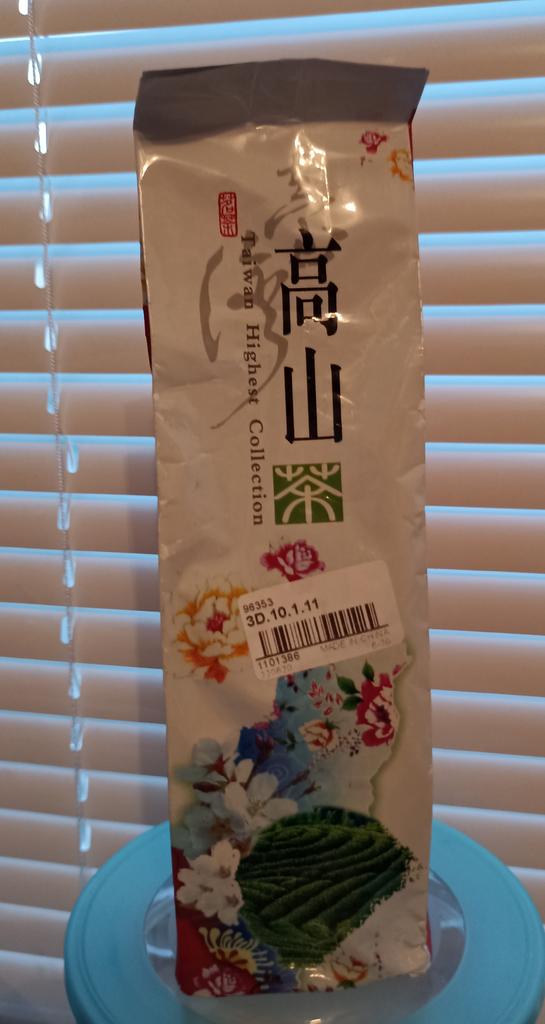 高山茶
Taiwan Highest Collection
96353
3D.10.1.11
1101386
MADE IN CHINA